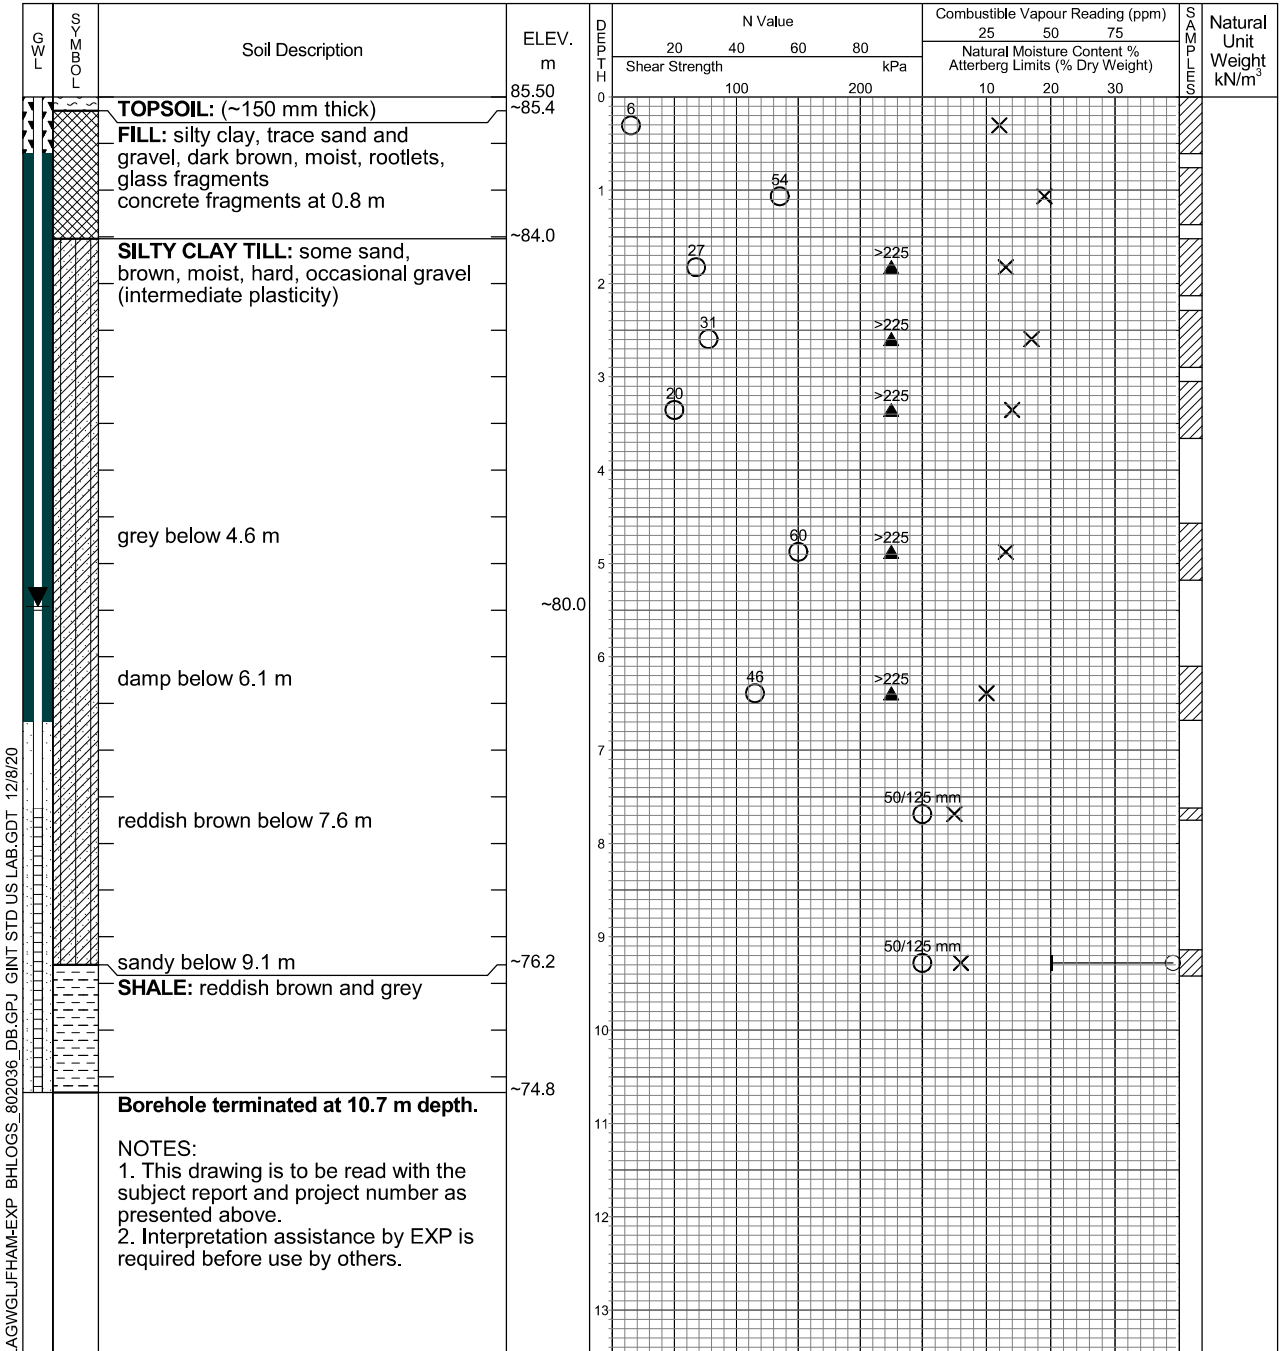 GWL
SYMBOL
Soil Description
ELEV.
m
DEPTH
N Value
20 40 60 80
Shear Strength kPa
100 200
Combustible Vapour Reading (ppm)
25 50 75
Natural Moisture Content %
Atterberg Limits (% Dry Weight)
10 20 30
SAMPLES
Natural
Unit
Weight
kN/m³
85.50
0
TOPSOIL: (~150 mm thick)
~85.4
6
FILL: silty clay, trace sand and
gravel, dark brown, moist, rootlets,
glass fragments
concrete fragments at 0.8 m
54
1
~84.0
SILTY CLAY TILL: some sand,
brown, moist, hard, occasional gravel
(intermediate plasticity)
27
>225
2
31
>225
3
20
>225
4
grey below 4.6 m
60
>225
5
~80.0
6
damp below 6.1 m
46
>225
7
50/125 mm
reddish brown below 7.6 m
8
9
50/125 mm
sandy below 9.1 m
~76.2
SHALE: reddish brown and grey
10
~74.8
Borehole terminated at 10.7 m depth.
11
NOTES:
1. This drawing is to be read with the
subject report and project number as
presented above.
2. Interpretation assistance by EXP is
required before use by others.
12
13
AGWGLJFHAM-EXP BHLOGS_802036_DB.GPJ GINT STD US LAB.GDT 12/8/20